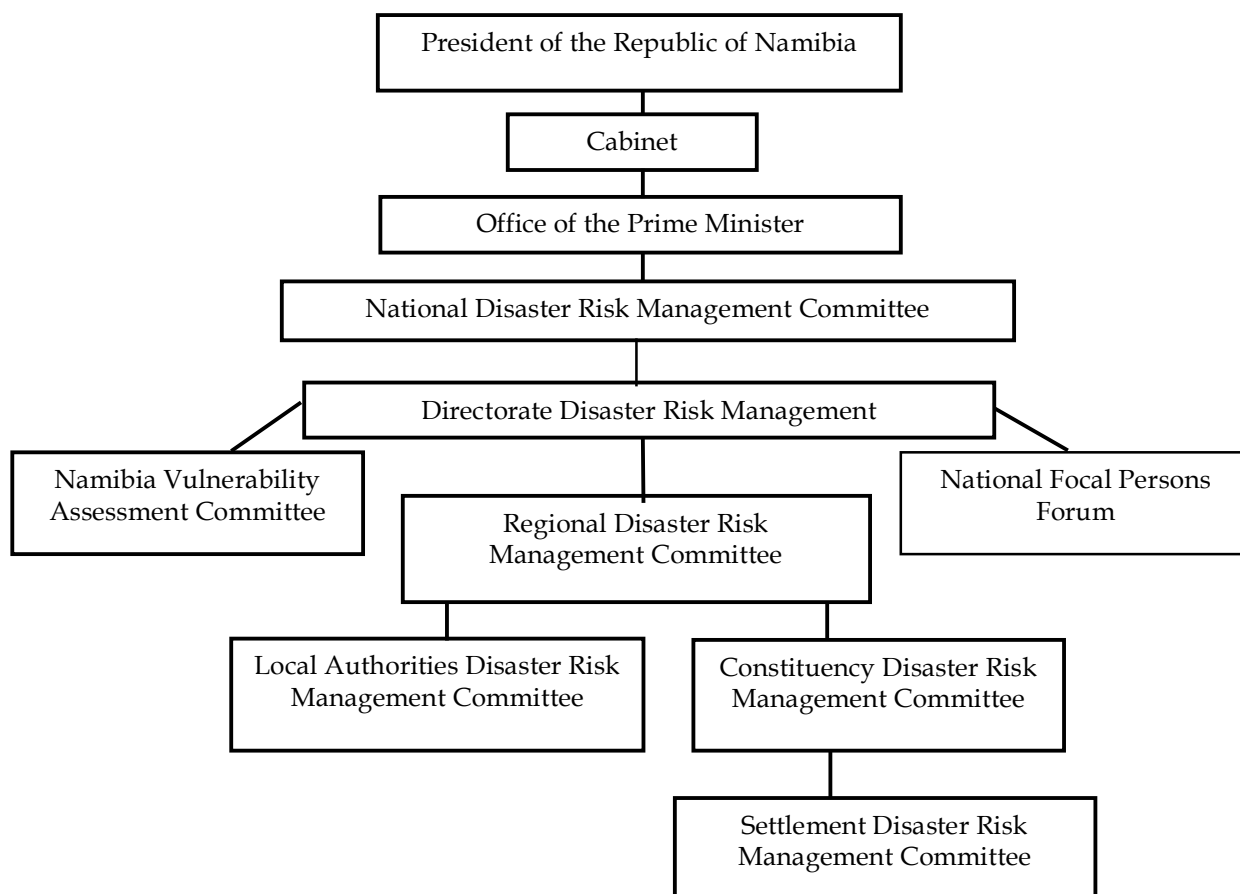 President of the Republic of Namibia
Cabinet
Office of the Prime Minister
National Disaster Risk Management Committee
Directorate Disaster Risk Management
Namibia Vulnerability
Assessment Committee
National Focal Persons
Forum
Regional Disaster Risk
Management Committee
Local Authorities Disaster Risk
Management Committee
Constituency Disaster Risk
Management Committee
Settlement Disaster Risk
Management Committee